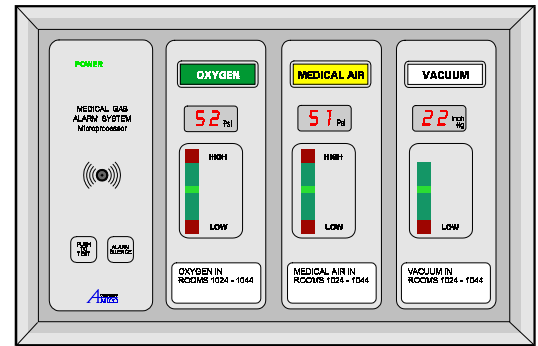 POWER
MEDICAL GAS
ALARM SYSTEM
Microprocessor
PUSH
TO
TEST
ALARM
SILENCE
OXYGEN
52 Psi
HIGH
LOW
OXYGEN IN
ROOMS 1024 - 1044
MEDICAL AIR
51 Psi
HIGH
LOW
MEDICAL AIR IN
ROOMS 1024 - 1044
VACUUM
22 Inch
Hg
LOW
VACUUM IN
ROOMS 1024 - 1044